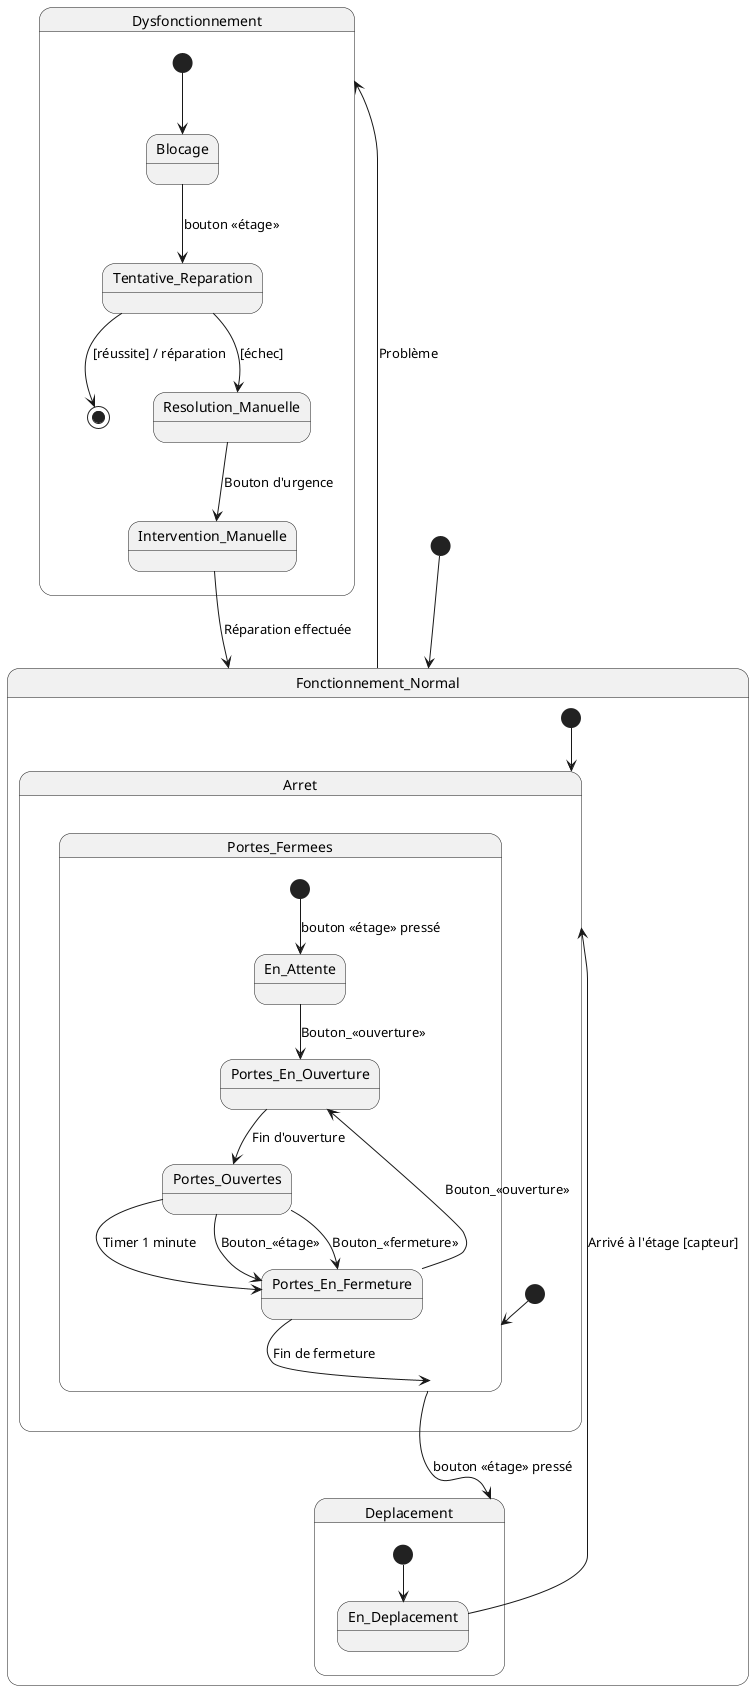 Dysfonctionnement
Blocage
bouton «étage»
Tentative_Reparation
[réussite] / réparation
[échec]
Problème
Resolution_Manuelle
Bouton d'urgence
Intervention_Manuelle
Réparation effectuée
Fonctionnement_Normal
Arret
Portes_Fermees
bouton «étage» pressé
En_Attente
Bouton_«ouverture»
Portes_En_Ouverture
Fin d'ouverture
Portes_Ouvertes
Bouton_«ouverture»
Timer 1 minute
Bouton_«étage»
Bouton_«fermeture»
Arrivé à l'étage [capteur]
Portes_En_Fermeture
Fin de fermeture
bouton «étage» pressé
Deplacement
En_Deplacement